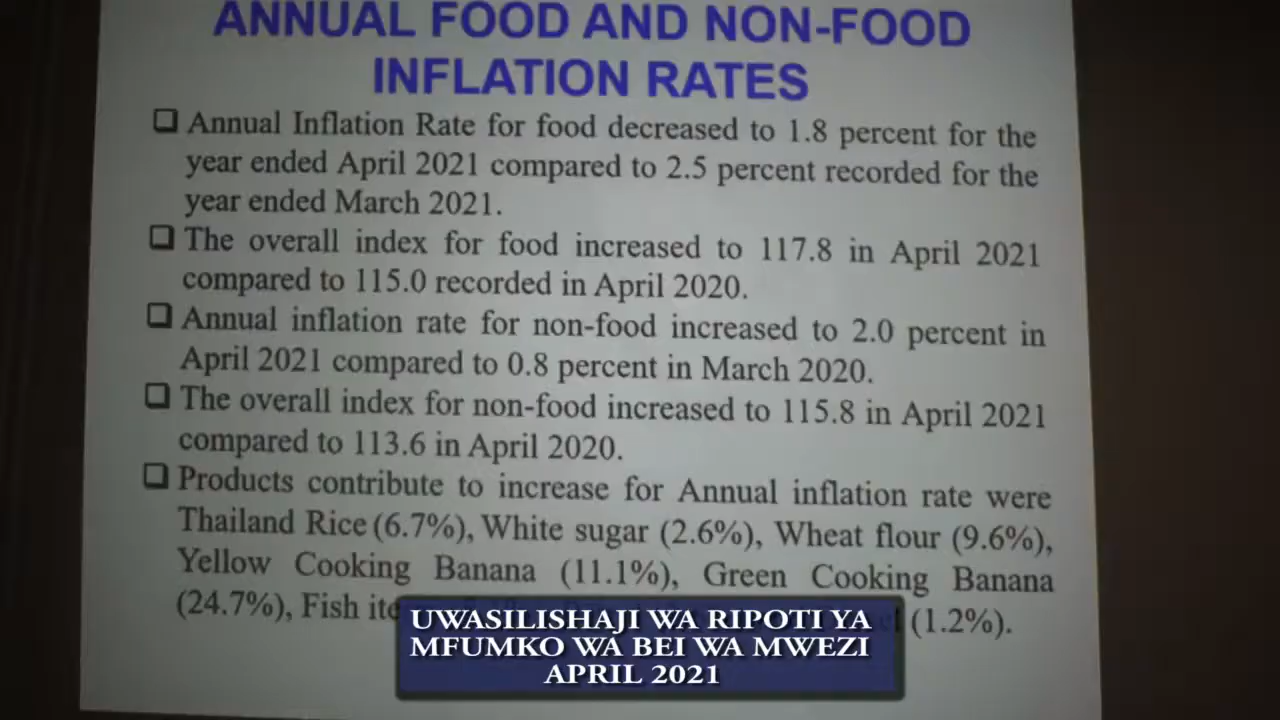 ANNUAL FOOD AND NON-FOOD
INFLATION RATES
❑ Annual Inflation Rate for food decreased to 1.8 percent for the
year ended April 2021 compared to 2.5 percent recorded for the
year ended March 2021.
❑ The overall index for food increased to 117.8 in April 2021
compared to 115.0 recorded in April 2020.
❑ Annual inflation rate for non-food increased to 2.0 percent in
April 2021 compared to 0.8 percent in March 2020.
❑ The overall index for non-food increased to 115.8 in April 2021
compared to 113.6 in April 2020.
❑ Products contribute to increase for Annual inflation rate were
Thailand Rice (6.7%), White sugar (2.6%), Wheat flour (9.6%),
Yellow Cooking Banana (11.1%), Green Cooking Banana
(24.7%), Fish (1.2%).
UWASILISHAJI WA RIPOTI YA
MFUMKO WA BEI WA MWEZI
APRIL 2021